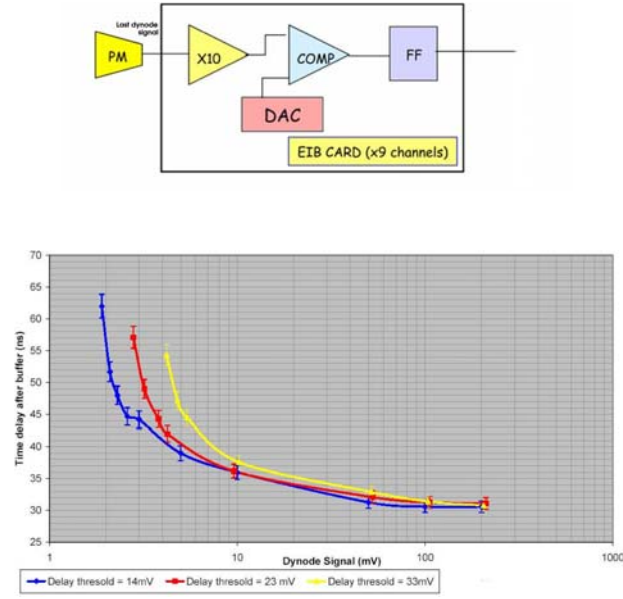 Last dynode
signal
PM
X10
COMP
FF
DAC
EIB CARD (x9 channels)
70
65
60
55
50
45
40
35
30
25
Time delay after buffer (ns)
1
10
100
1000
Dynode Signal (mV)
Delay thresold = 14mV
Delay thresold = 23 mV
Delay thresold = 33mV